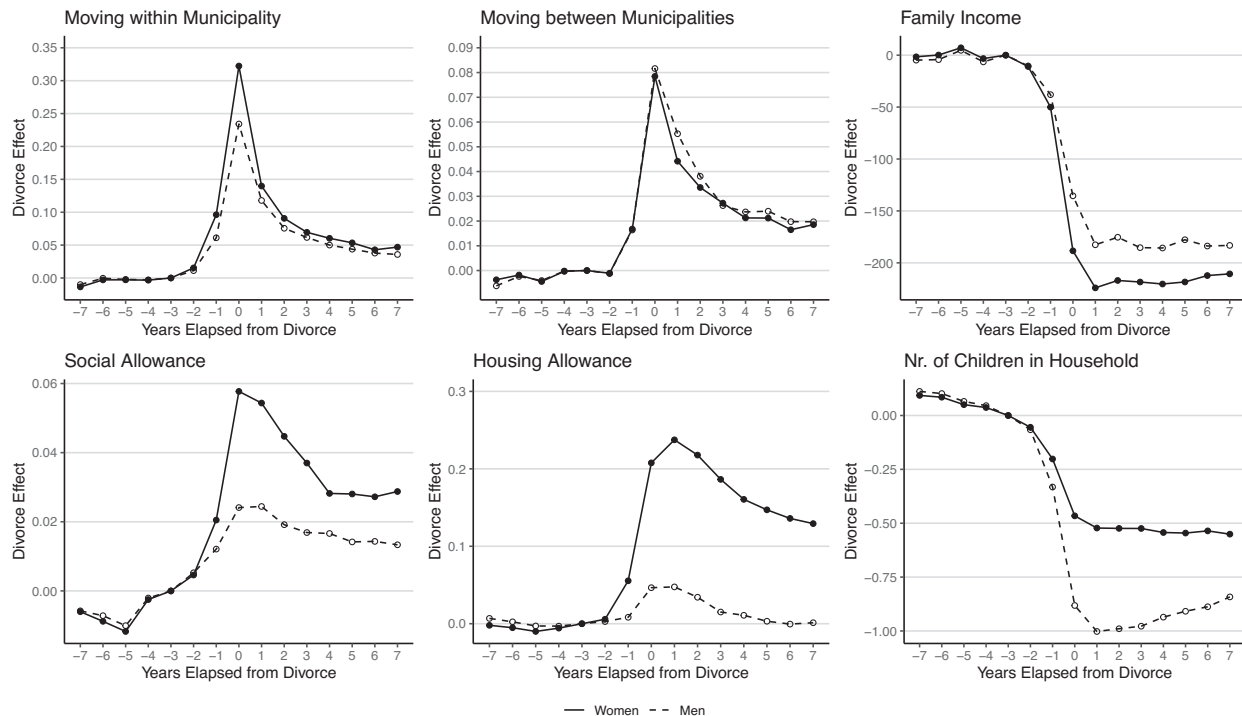 Moving within Municipality
Divorce Effect
0.35
0.30
0.25
0.20
0.15
0.10
0.05
0.00
−7 −6 −5 −4 −3 −2 −1 0 1 2 3 4 5 6 7
Years Elapsed from Divorce
Moving between Municipalities
Divorce Effect
0.09
0.08
0.07
0.06
0.05
0.04
0.03
0.02
0.01
0.00
−7 −6 −5 −4 −3 −2 −1 0 1 2 3 4 5 6 7
Years Elapsed from Divorce
Family Income
Divorce Effect
0
−50
−100
−150
−200
−7 −6 −5 −4 −3 −2 −1 0 1 2 3 4 5 6 7
Years Elapsed from Divorce
Social Allowance
Divorce Effect
0.06
0.04
0.02
0.00
−7 −6 −5 −4 −3 −2 −1 0 1 2 3 4 5 6 7
Years Elapsed from Divorce
Housing Allowance
Divorce Effect
0.3
0.2
0.1
0.0
−7 −6 −5 −4 −3 −2 −1 0 1 2 3 4 5 6 7
Years Elapsed from Divorce
Nr. of Children in Household
Divorce Effect
0.00
−0.25
−0.50
−0.75
−1.00
−7 −6 −5 −4 −3 −2 −1 0 1 2 3 4 5 6 7
Years Elapsed from Divorce
Women Men